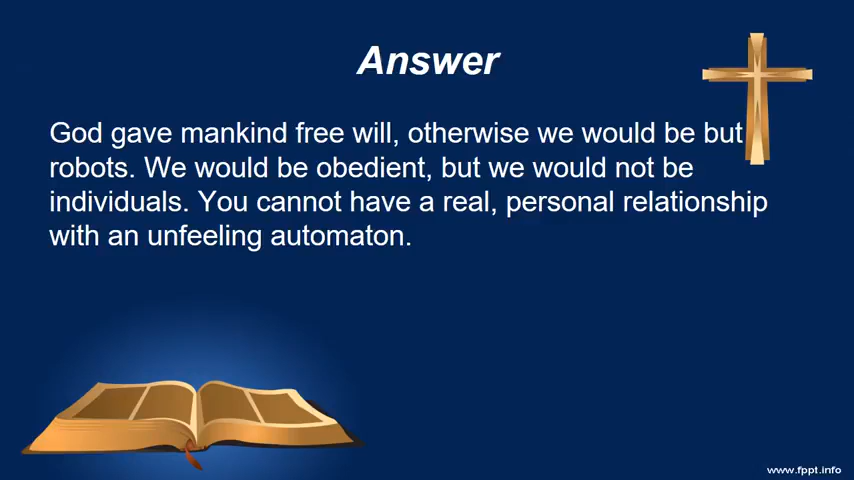 Answer
God gave mankind free will, otherwise we would be but
robots. We would be obedient, but we would not be
individuals. You cannot have a real, personal relationship
with an unfeeling automaton.
www.fppt.info